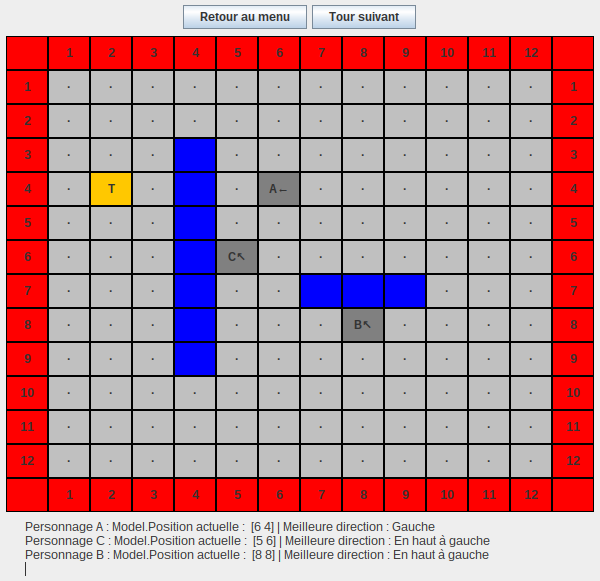 Retour au menu Tour suivant
1 2 3 4 5 6 7 8 9 10 11 12
1 · · · · · · · · · · · · 1
2 · · · · · · · · · · · · 2
3 · · · · · · · · · · · 3
4 · T · · A← · · · · · · 4
5 · · · · · · · · · · · 5
6 · · · C↖ · · · · · · · 6
7 · · · · · · · · 7
8 · · · · · · B↖ · · · · 8
9 · · · · · · · · · · · 9
10 · · · · · · · · · · · · 10
11 · · · · · · · · · · · · 11
12 · · · · · · · · · · · · 12
1 2 3 4 5 6 7 8 9 10 11 12
Personnage A : Model.Position actuelle :  [6 4] | Meilleure direction : Gauche
Personnage C : Model.Position actuelle :  [5 6] | Meilleure direction : En haut à gauche
Personnage B : Model.Position actuelle :  [8 8] | Meilleure direction : En haut à gauche